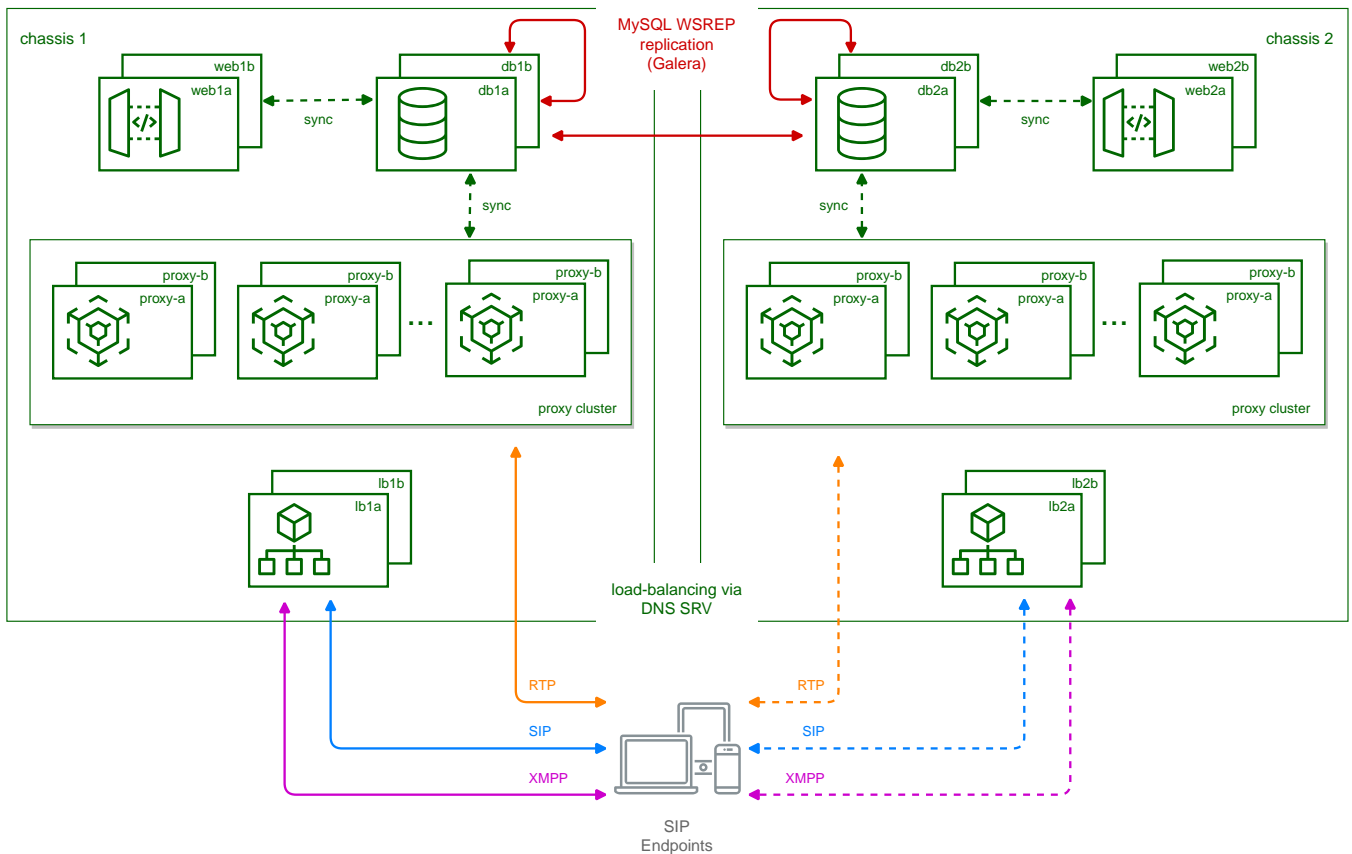 MySQL WSREP
replication
(Galera)
chassis 1
chassis 2
web1b
web1a
db1b
db1a
db2b
db2a
web2b
web2a
sync
sync
sync
sync
proxy-b
proxy-a
proxy-b
proxy-a
...
proxy-b
proxy-a
proxy cluster
proxy-b
proxy-a
proxy-b
proxy-a
...
proxy-b
proxy-a
proxy cluster
lb1b
lb1a
lb2b
lb2a
load-balancing via
DNS SRV
RTP
RTP
SIP
SIP
XMPP
XMPP
SIP
Endpoints